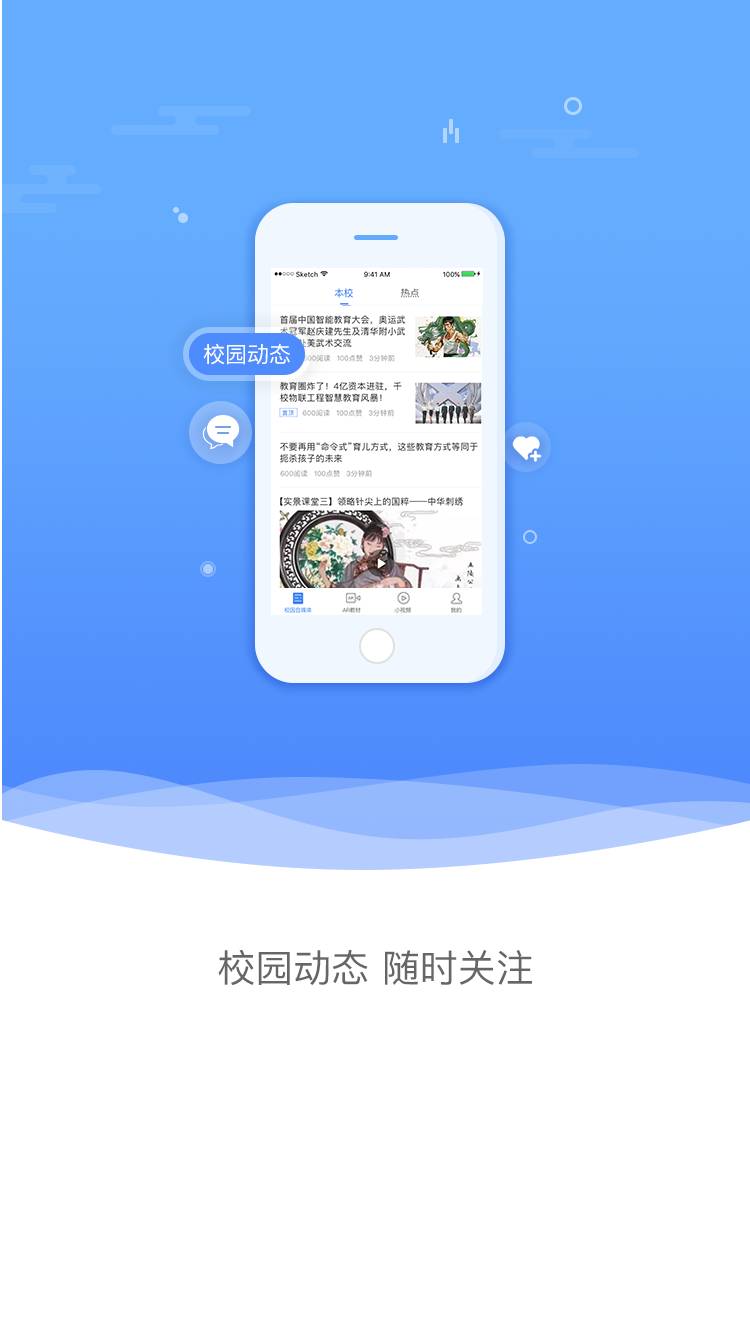 Sketch 9:41 AM 100%
本校 热点
首届中国智能教育大会，奥运武
术冠军赵庆建先生及清华附小武
赴美武术交流
校园动态
600阅读 100点赞 3分钟前
教育圈炸了！4亿资本进驻，千
校物联工程智慧教育风暴！
置顶 600阅读 100点赞 3分钟前
不要再用“命令式”育儿方式，这些教育方式等同于
扼杀孩子的未来
600阅读 100点赞 3分钟前
【实景课堂三】领略针尖上的国粹——中华刺绣
校园自媒体 AR教材 小视频 我的
校园动态 随时关注